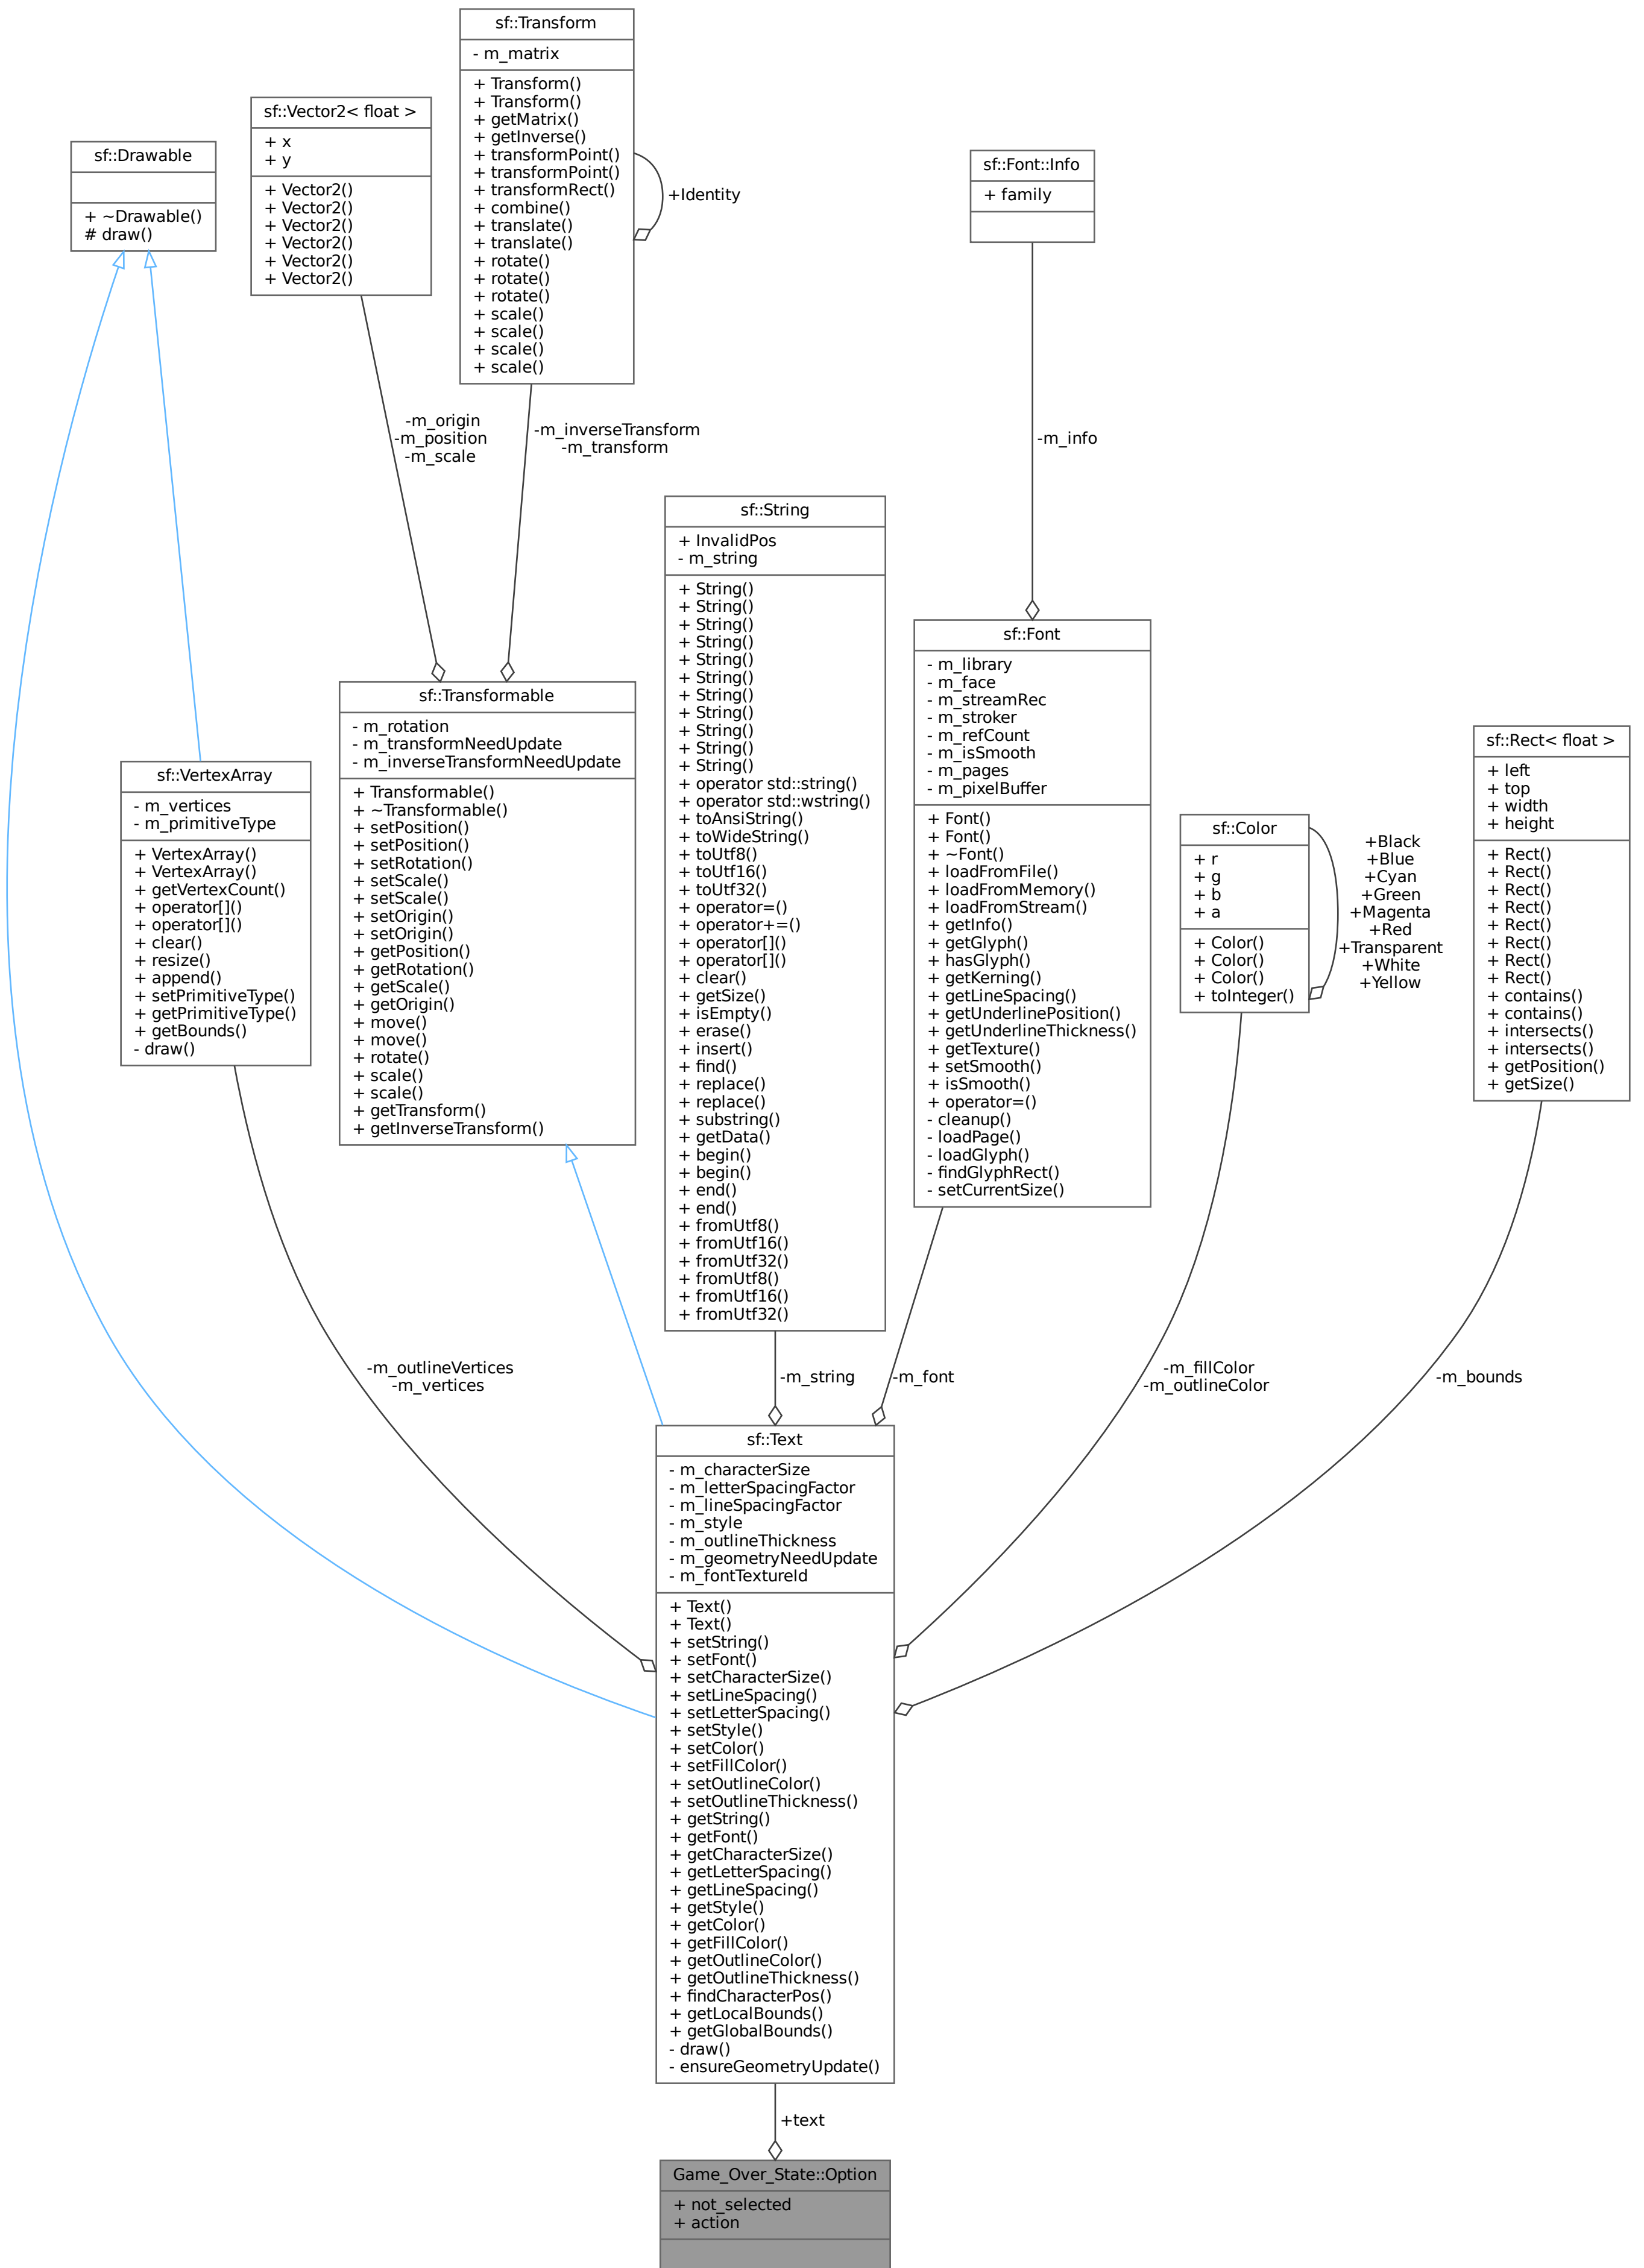 sf::Transform
- m_matrix
+ Transform()
+ Transform()
+ getMatrix()
+ getInverse()
+ transformPoint()
+ transformPoint()
+ transformRect()
+ combine()
+ translate()
+ translate()
+ rotate()
+ rotate()
+ rotate()
+ scale()
+ scale()
+ scale()
+ scale()
+Identity
sf::Vector2< float >
+ x
+ y
+ Vector2()
+ Vector2()
+ Vector2()
+ Vector2()
+ Vector2()
+ Vector2()
sf::Drawable
+ ~Drawable()
# draw()
sf::Font::Info
+ family
-m_origin
-m_position
-m_scale
-m_inverseTransform
-m_transform
-m_info
sf::String
+ InvalidPos
- m_string
+ String()
+ String()
+ String()
+ String()
+ String()
+ String()
+ String()
+ String()
+ String()
+ String()
+ String()
+ operator std::string()
+ operator std::wstring()
+ toAnsiString()
+ toWideString()
+ toUtf8()
+ toUtf16()
+ toUtf32()
+ operator=()
+ operator+=()
+ operator[]()
+ operator[]()
+ clear()
+ getSize()
+ isEmpty()
+ erase()
+ insert()
+ find()
+ replace()
+ replace()
+ substring()
+ getData()
+ begin()
+ begin()
+ end()
+ end()
+ fromUtf8()
+ fromUtf16()
+ fromUtf32()
+ fromUtf8()
+ fromUtf16()
+ fromUtf32()
sf::Font
- m_library
- m_face
- m_streamRec
- m_stroker
- m_refCount
- m_isSmooth
- m_pages
- m_pixelBuffer
+ Font()
+ Font()
+ ~Font()
+ loadFromFile()
+ loadFromMemory()
+ loadFromStream()
+ getInfo()
+ getGlyph()
+ hasGlyph()
+ getKerning()
+ getLineSpacing()
+ getUnderlinePosition()
+ getUnderlineThickness()
+ getTexture()
+ setSmooth()
+ isSmooth()
+ operator=()
- cleanup()
- loadPage()
- loadGlyph()
- findGlyphRect()
- setCurrentSize()
sf::Transformable
- m_rotation
- m_transformNeedUpdate
- m_inverseTransformNeedUpdate
+ Transformable()
+ ~Transformable()
+ setPosition()
+ setPosition()
+ setRotation()
+ setScale()
+ setScale()
+ setOrigin()
+ setOrigin()
+ getPosition()
+ getRotation()
+ getScale()
+ getOrigin()
+ move()
+ move()
+ rotate()
+ scale()
+ scale()
+ getTransform()
+ getInverseTransform()
sf::Rect< float >
+ left
+ top
+ width
+ height
+ Rect()
+ Rect()
+ Rect()
+ Rect()
+ Rect()
+ Rect()
+ Rect()
+ Rect()
+ contains()
+ contains()
+ intersects()
+ intersects()
+ getPosition()
+ getSize()
sf::VertexArray
- m_vertices
- m_primitiveType
+ VertexArray()
+ VertexArray()
+ getVertexCount()
+ operator[]()
+ operator[]()
+ clear()
+ resize()
+ append()
+ setPrimitiveType()
+ getPrimitiveType()
+ getBounds()
- draw()
sf::Color
+ r
+ g
+ b
+ a
+ Color()
+ Color()
+ Color()
+ toInteger()
+Black
+Blue
+Cyan
+Green
+Magenta
+Red
+Transparent
+White
+Yellow
-m_outlineVertices
-m_vertices
-m_string
-m_font
-m_fillColor
-m_outlineColor
-m_bounds
sf::Text
- m_characterSize
- m_letterSpacingFactor
- m_lineSpacingFactor
- m_style
- m_outlineThickness
- m_geometryNeedUpdate
- m_fontTextureId
+ Text()
+ Text()
+ setString()
+ setFont()
+ setCharacterSize()
+ setLineSpacing()
+ setLetterSpacing()
+ setStyle()
+ setColor()
+ setFillColor()
+ setOutlineColor()
+ setOutlineThickness()
+ getString()
+ getFont()
+ getCharacterSize()
+ getLetterSpacing()
+ getLineSpacing()
+ getStyle()
+ getColor()
+ getFillColor()
+ getOutlineColor()
+ getOutlineThickness()
+ findCharacterPos()
+ getLocalBounds()
+ getGlobalBounds()
- draw()
- ensureGeometryUpdate()
+text
Game_Over_State::Option
+ not_selected
+ action